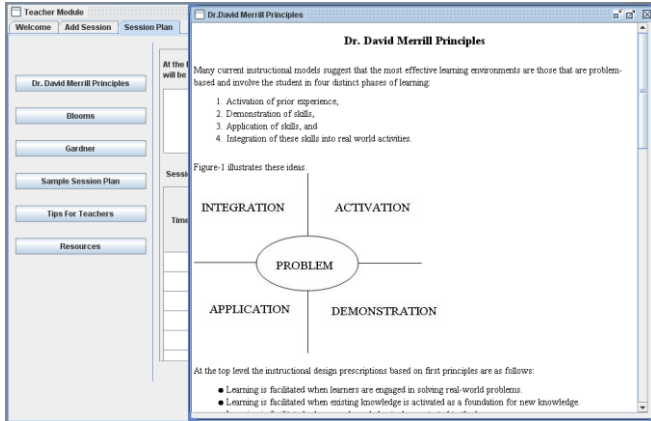 Teacher Module
Welcome Add Session Session Plan
Dr. David Merrill Principles
Blooms
Gardner
Sample Session Plan
Tips For Teachers
Resources
At the
will be
Sessi
Time
Dr.David Merrill Principles
Dr. David Merrill Principles
Many current instructional models suggest that the most effective learning environments are those that are problem-
based and involve the student in four distinct phases of learning:
1. Activation of prior experience,
2. Demonstration of skills,
3. Application of skills, and
4. Integration of these skills into real world activities.
Figure-1 illustrates these ideas.
INTEGRATION ACTIVATION
PROBLEM
APPLICATION DEMONSTRATION
At the top level the instructional design prescriptions based on first principles are as follows:
● Learning is facilitated when learners are engaged in solving real-world problems.
● Learning is facilitated when existing knowledge is activated as a foundation for new knowledge.